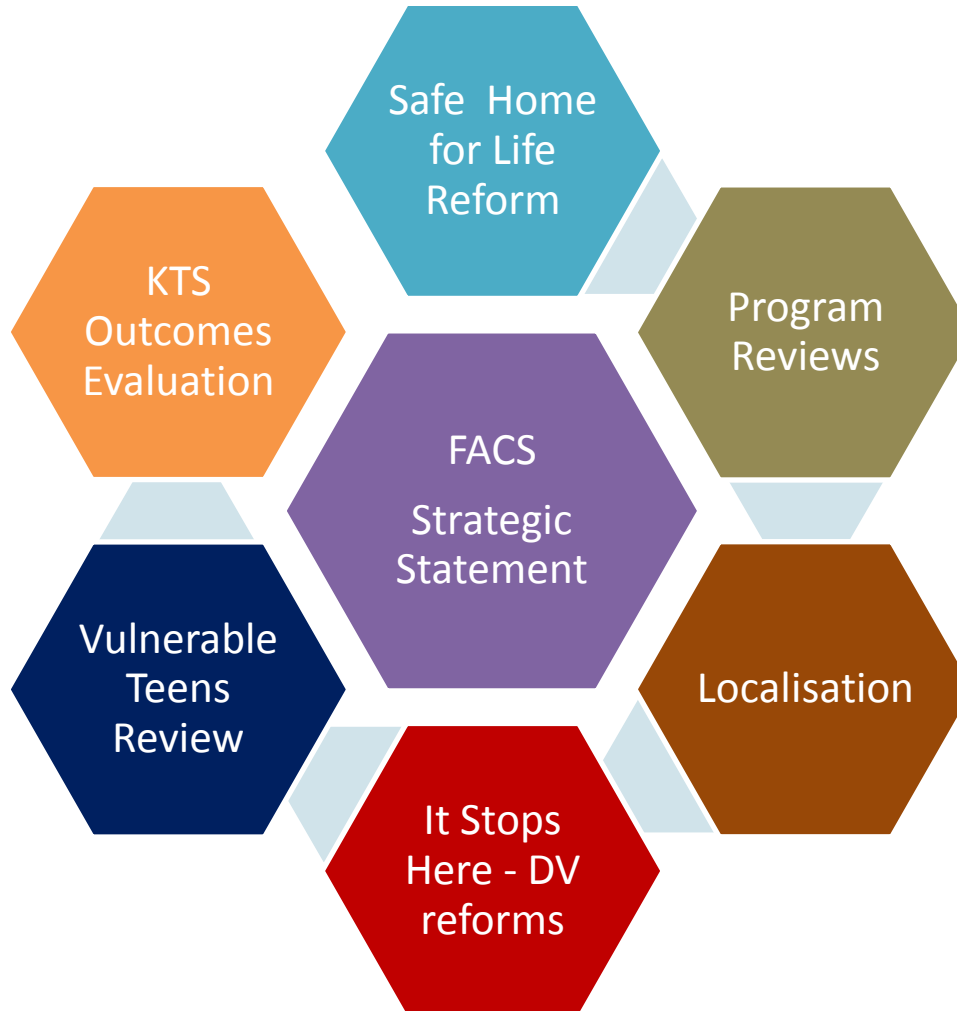 Safe Home
for Life
Reform
KTS
Outcomes
Evaluation
Program
Reviews
FACS
Strategic
Statement
Vulnerable
Teens
Review
Localisation
It Stops
Here - DV
reforms